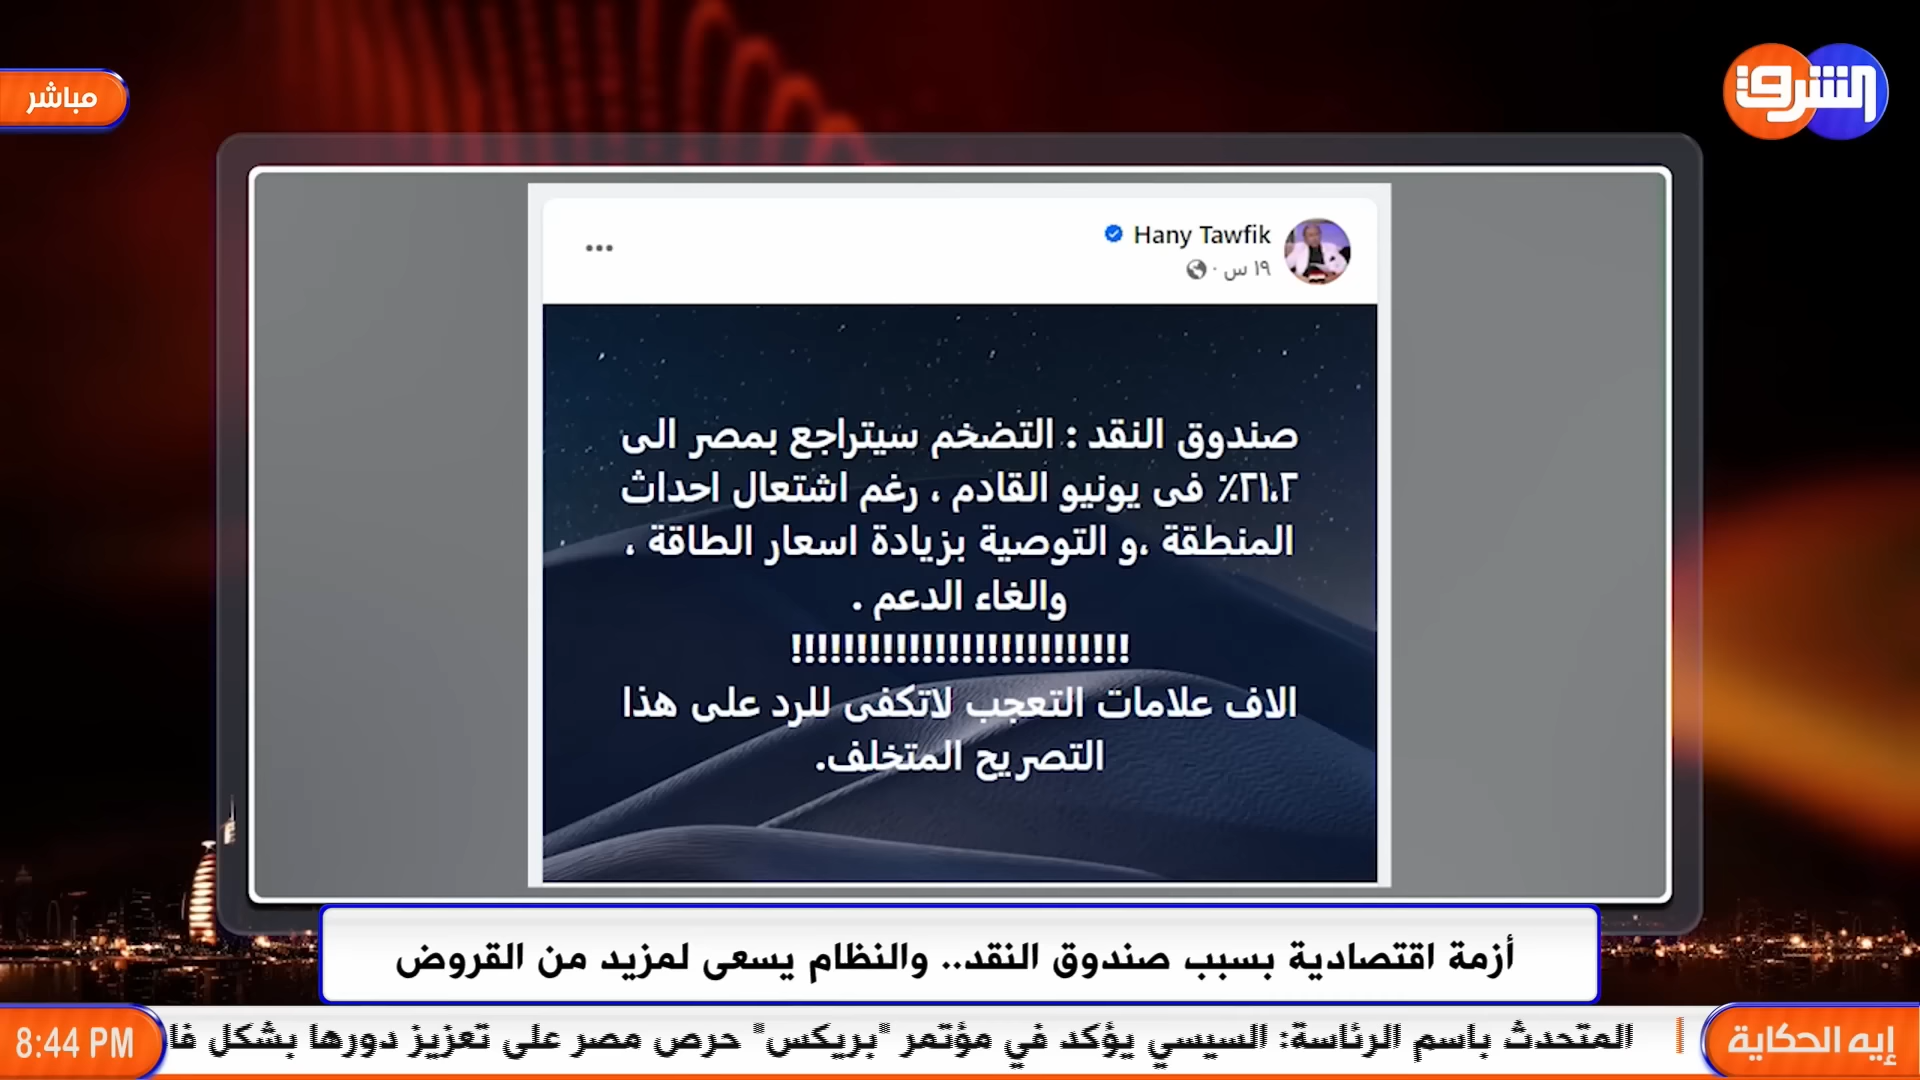 مباشر
الشرق
Hany Tawfik
١٩ س ·
صندوق النقد : التضخم سيتراجع بمصر الى
٢١،٢٪ فى يونيو القادم ، رغم اشتعال احداث
المنطقة ،و التوصية بزيادة اسعار الطاقة ،
والغاء الدعم .
!!!!!!!!!!!!!!!!!!!!!!!!!!
الاف علامات التعجب لاتكفى للرد على هذا
التصريح المتخلف.
أزمة اقتصادية بسبب صندوق النقد.. والنظام يسعى لمزيد من القروض
إيه الحكاية
المتحدث باسم الرئاسة: السيسي يؤكد في مؤتمر "بريكس" حرص مصر على تعزيز دورها بشكل فا
8:44 PM